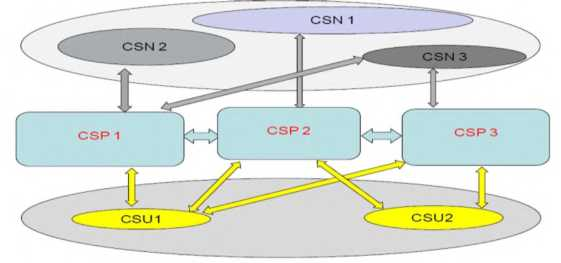 CSN 1
CSN 2
CSN 3
CSP 1
CSP 2
CSP 3
CSU1
CSU2